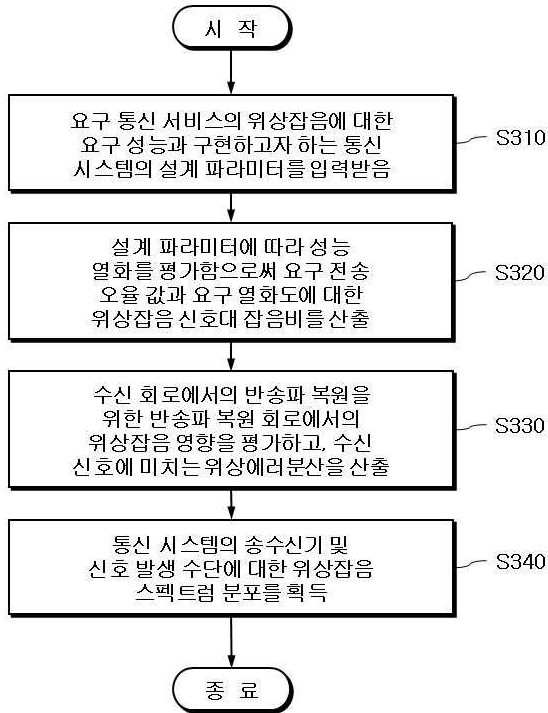 시 작
요구 통신 서비스의 위상잡음에 대한
요구 성능과 구현하고자 하는 통신
시스템의 설계 파라미터를 입력받음
S310
설계 파라미터에 따라 성능
열화를 평가함으로써 요구 전송
오율 값과 요구 열화도에 대한
위상잡음 신호대 잡음비를 산출
S320
수신 회로에서의 반송파 복원을
위한 반송파 복원 회로에서의
위상잡음 영향을 평가하고, 수신
신호에 미치는 위상에러분산을 산출
S330
통신 시스템의 송수신기 및
신호 발생 수단에 대한 위상잡음
스펙트럼 분포를 획득
S340
종 료